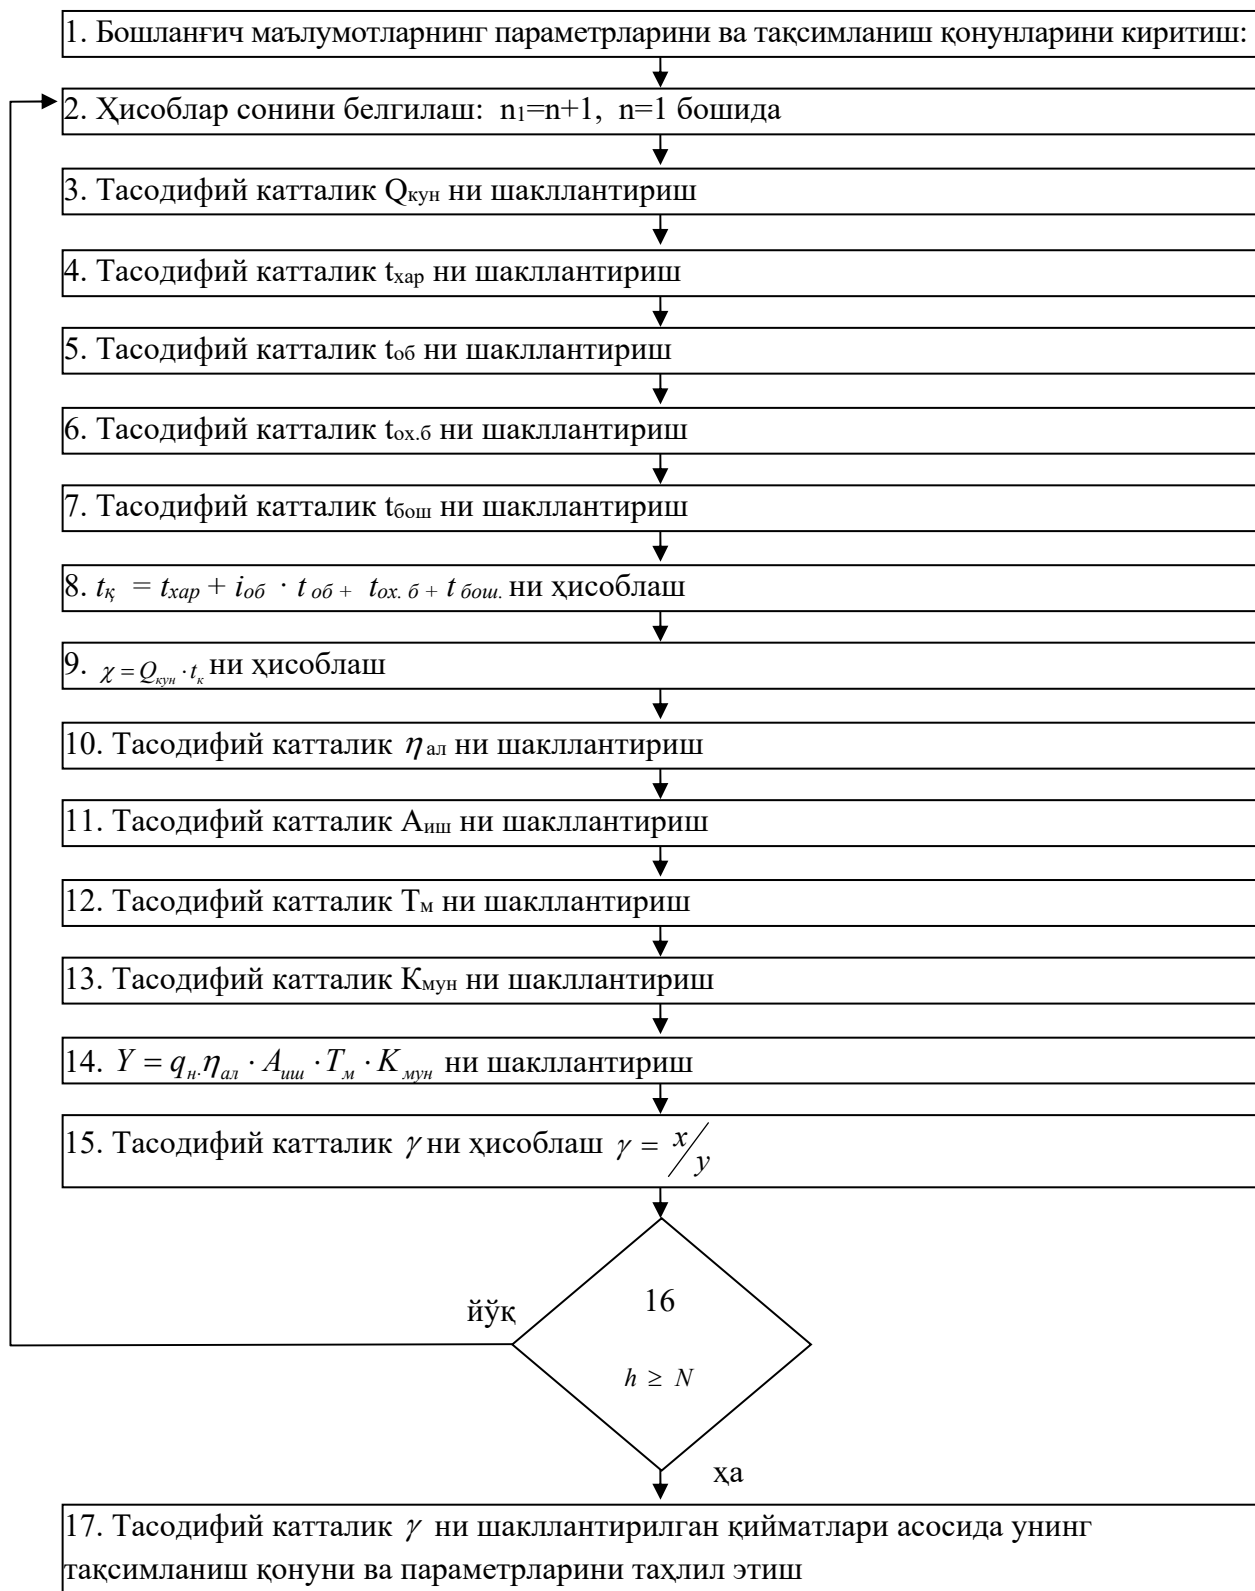 1. Бошланғич маълумотларнинг параметрларини ва тақсимланиш қонунларини киритиш:
2. Ҳисоблар сонини белгилаш: n₁=n+1, n=1 бошида
3. Тасодифий катталик Qкун ни шакллантириш
4. Тасодифий катталик tхар ни шакллантириш
5. Тасодифий катталик tоб ни шакллантириш
6. Тасодифий катталик tох.б ни шакллантириш
7. Тасодифий катталик tбош ни шакллантириш
8. tқ = tхар + iоб · t об + tох. б + t бош. ни ҳисоблаш
9. χ = Qкун · tк ни ҳисоблаш
10. Тасодифий катталик η ал ни шакллантириш
11. Тасодифий катталик Аиш ни шакллантириш
12. Тасодифий катталик Тм ни шакллантириш
13. Тасодифий катталик Кмун ни шакллантириш
14. Y = qн. ηал · Aиш · Tм · Kмун ни шакллантириш
15. Тасодифий катталик γ ни ҳисоблаш γ = x/y
16
йўқ
h ≥ N
ҳа
17. Тасодифий катталик γ ни шакллантирилган қийматлари асосида унинг
тақсимланиш қонуни ва параметрларини таҳлил этиш